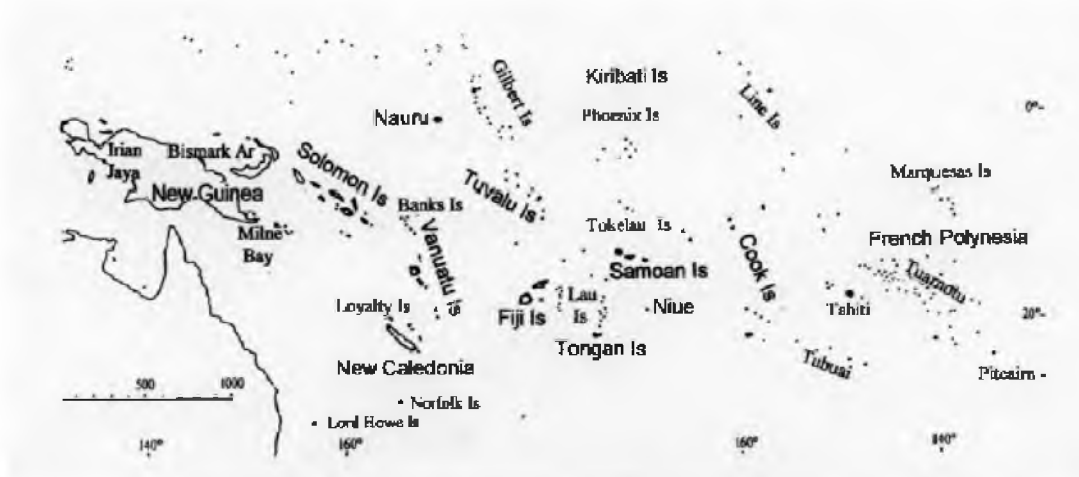 Gilbert Is
Kiribati Is
Line Is
0°-
Nauru
Phoenix Is
Irian
Jaya
Bismark Ar
Solomon Is
Marquesas Is
New Guinea
Tuvalu Is
Banks Is
Milne
Bay
Vanuatu Is
Tokelau Is
Cook Is
French Polynesia
Samoan Is
Tuamotu
Loyalty Is
Fiji Is
Lau
Is
Niue
Tahiti
20°-
Tongan Is
New Caledonia
Tubuai
Pitcairn -
500
1000
Norfolk Is
Lord Howe Is
140°
160°
160°
140°